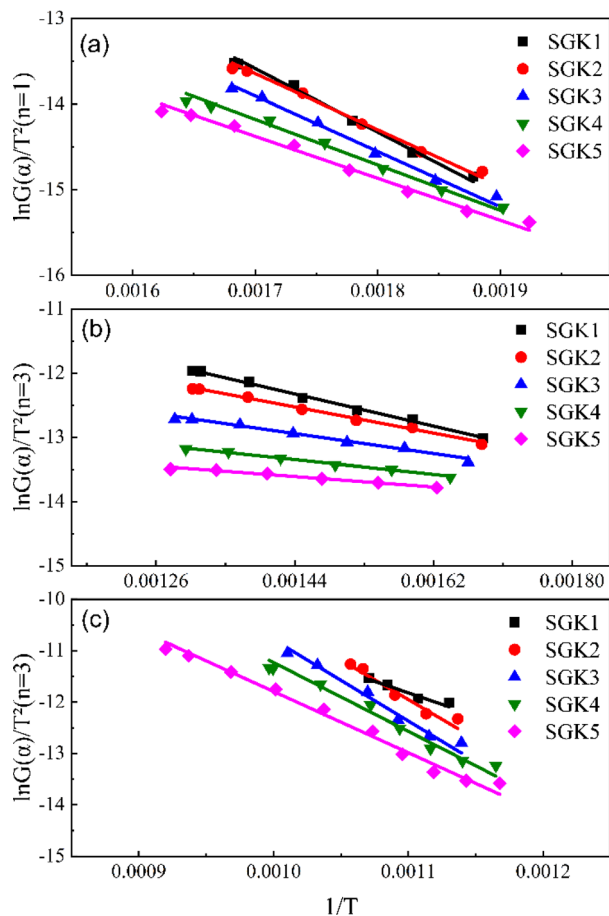 (a)
SGK1
SGK2
SGK3
SGK4
SGK5
lnG(α)/T²(n=1)
-13
-14
-15
-16
0.0016 0.0017 0.0018 0.0019
(b)
SGK1
SGK2
SGK3
SGK4
SGK5
lnG(α)/T²(n=3)
-11
-12
-13
-14
-15
0.00126 0.00144 0.00162 0.00180
(c)
SGK1
SGK2
SGK3
SGK4
SGK5
lnG(α)/T²(n=3)
-10
-11
-12
-13
-14
-15
0.0009 0.0010 0.0011 0.0012
1/T